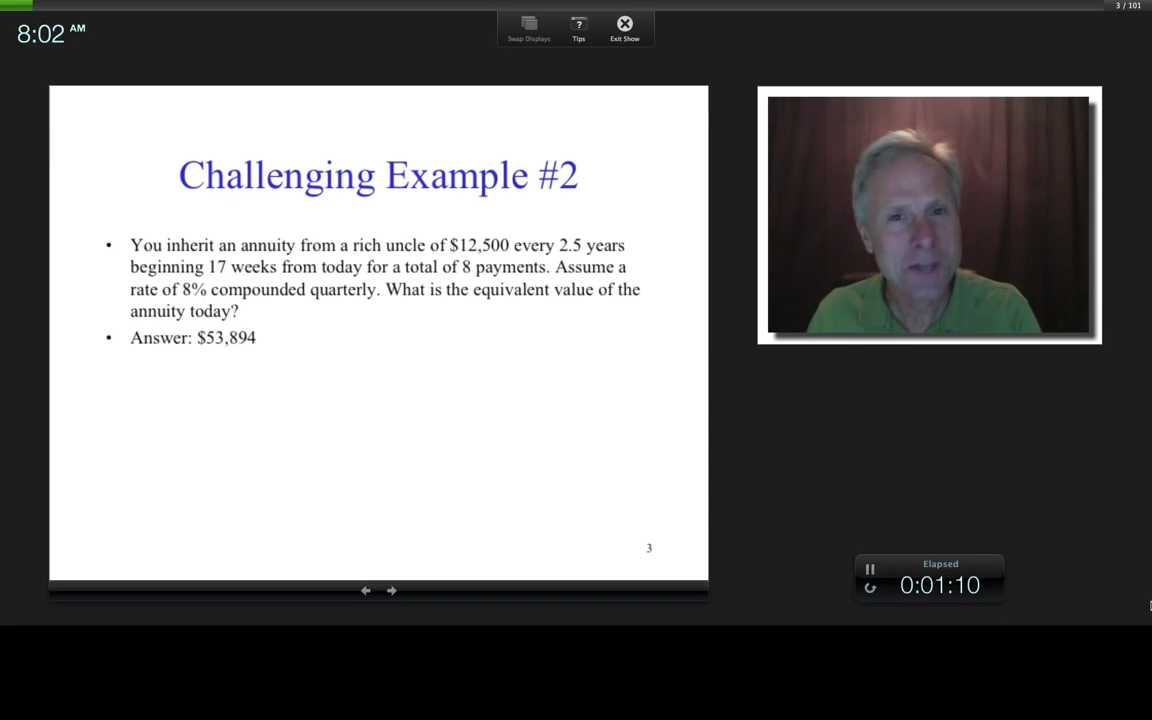 3 / 101
8:02 AM
Swap Displays
?
Tips
Exit Show
Challenging Example #2
• You inherit an annuity from a rich uncle of $12,500 every 2.5 years
beginning 17 weeks from today for a total of 8 payments. Assume a
rate of 8% compounded quarterly. What is the equivalent value of the
annuity today?
• Answer: $53,894
3
Elapsed
0:01:10